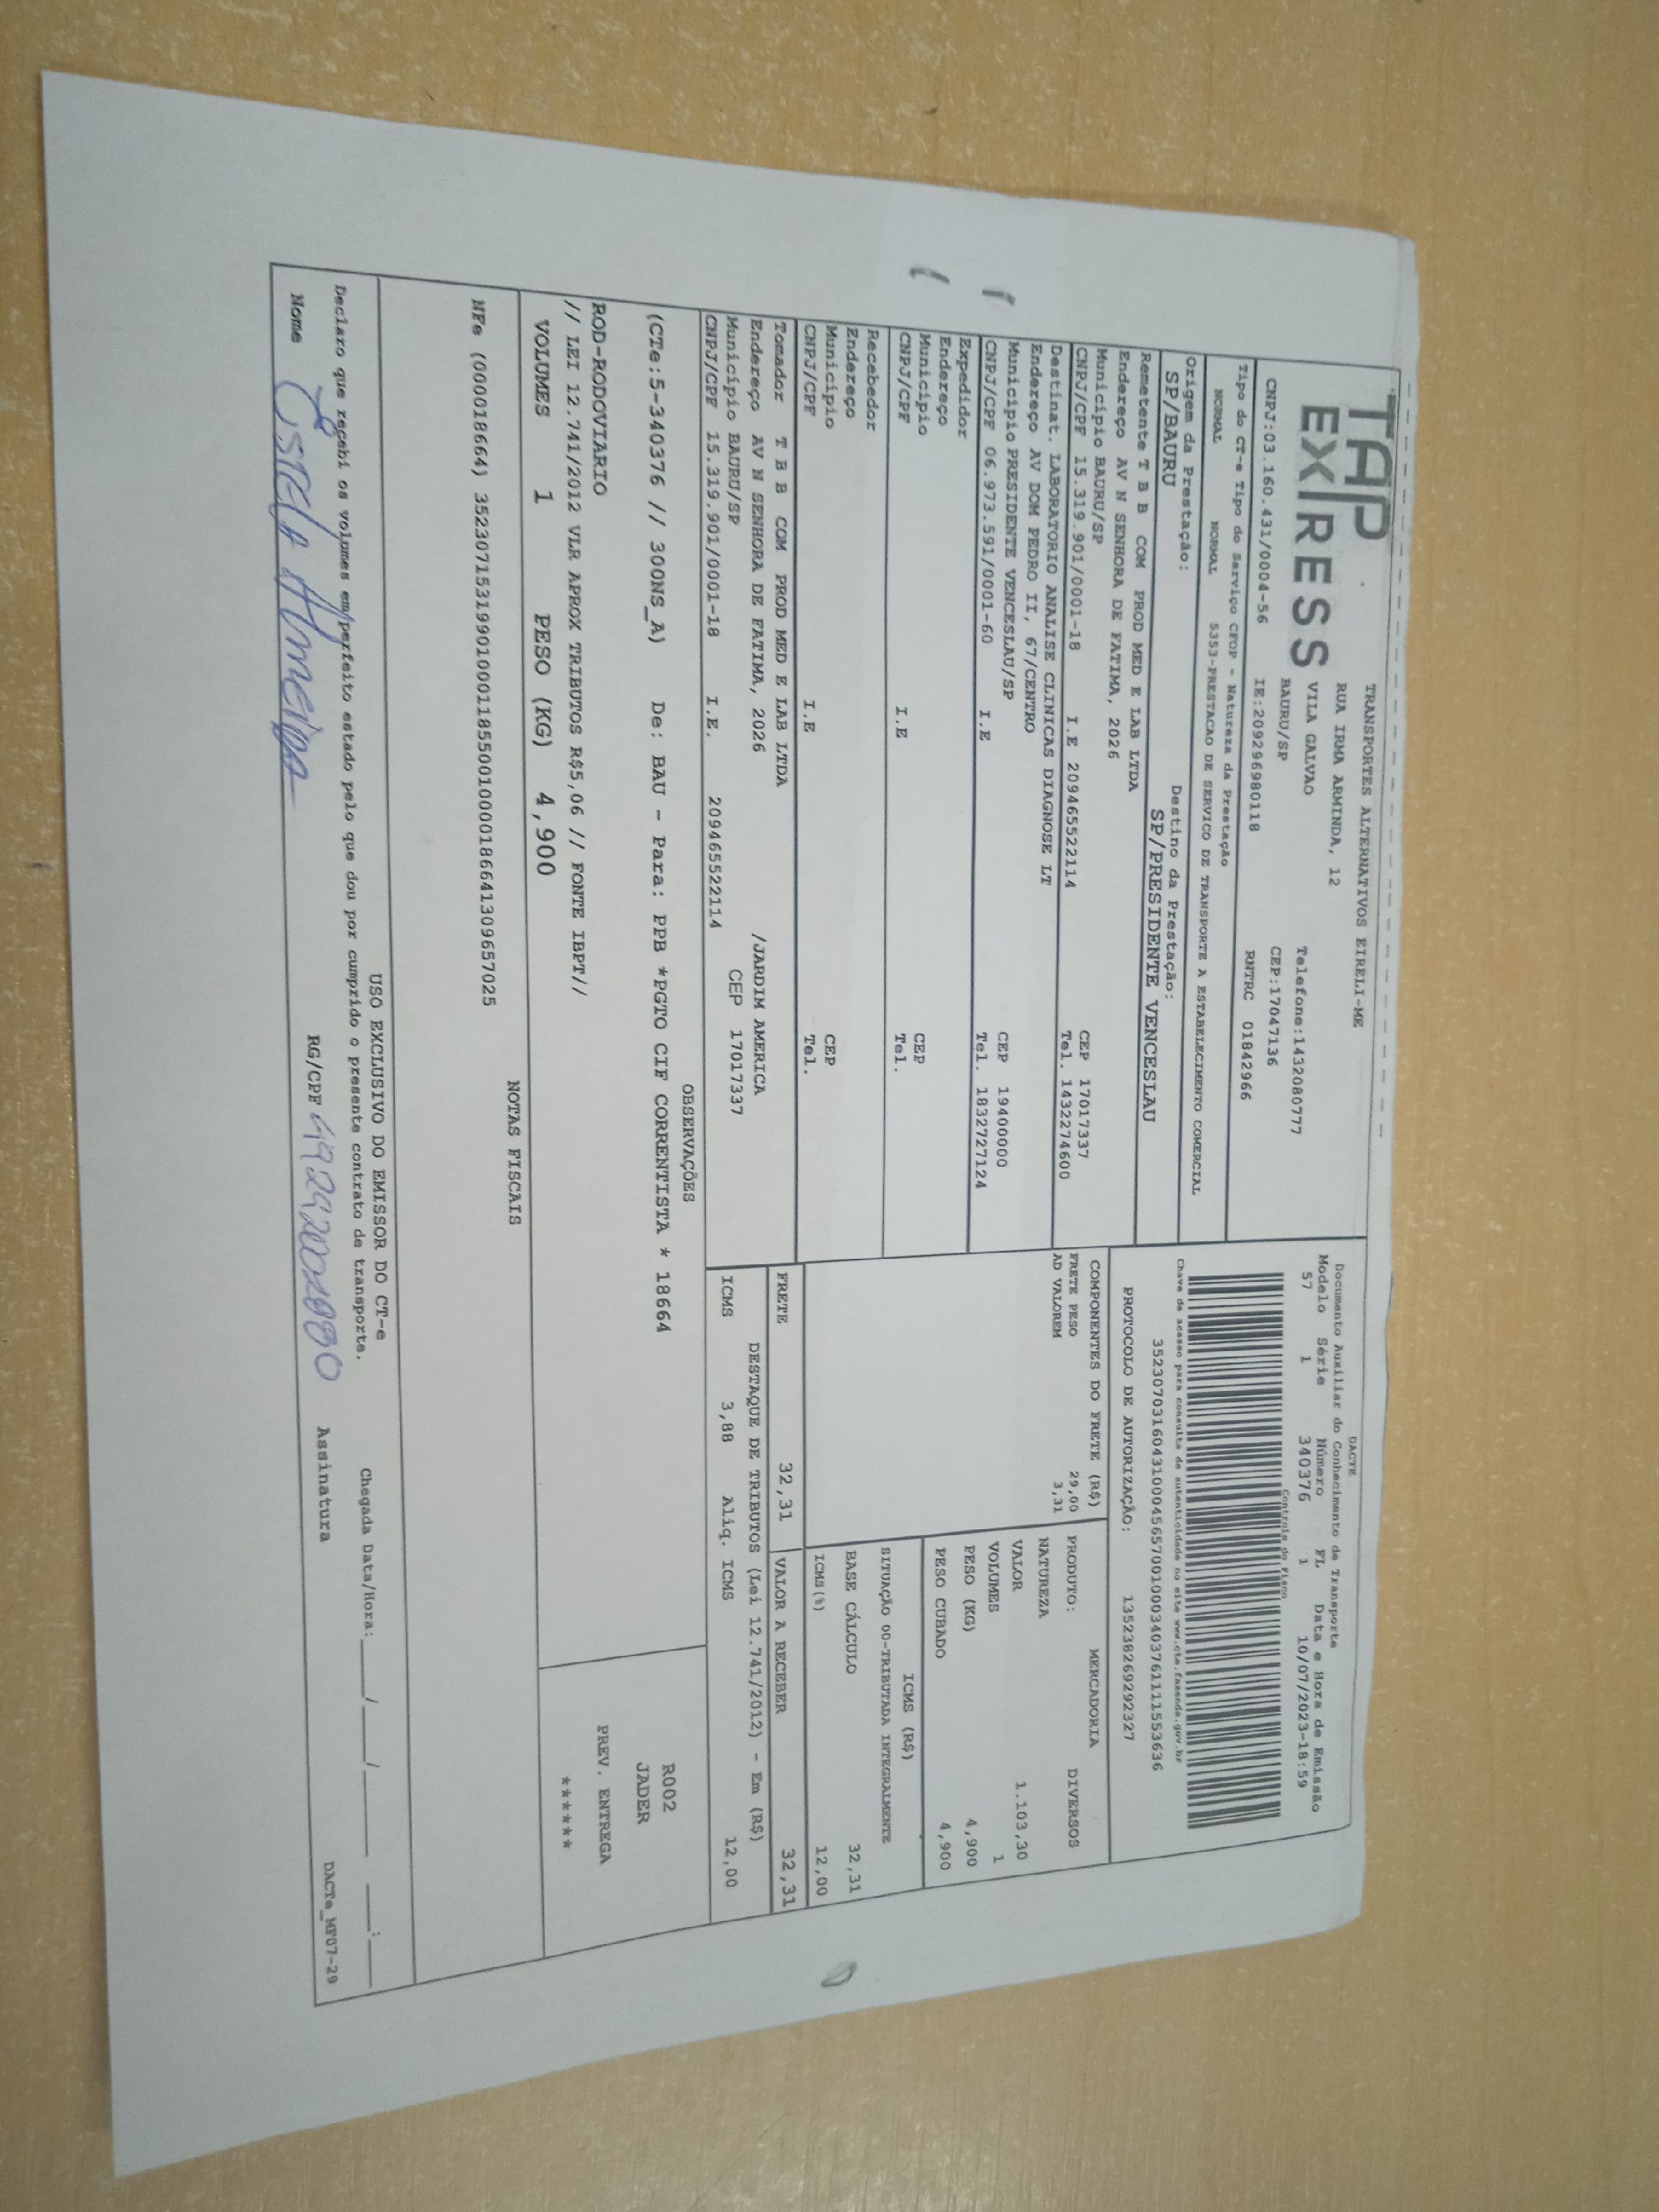 TAP
EXPRESS
TRANSPORTES ALTERNATIVOS EIRELI-ME
RUA IRMA ARMINDA, 12
VILA GALVAO
Telefone:1432080777
BAURU/SP
CEP:17047136
CNPJ:03.160.431/0004-56 IE:209296980118 RNTRC 01842966
Tipo do CT-e Tipo do Serviço CFOP - Natureza da Prestação
NORMAL NORMAL 5353-PRESTACAO DE SERVICO DE TRANSPORTE A ESTABELECIMENTO COMERCIAL
Origem da Prestação: Destino da Prestação:
SP/BAURU SP/PRESIDENTE VENCESLAU
Remetente T B B COM PROD MED E LAB LTDA
Endereço AV N SENHORA DE FATIMA, 2026
Município BAURU/SP CEP 17017337
CNPJ/CPF 15.319.901/0001-18 I.E 209465522114 Tel. 1432274600
Destinat. LABORATORIO ANALISE CLINICAS DIAGNOSE LT
Endereço AV DOM PEDRO II, 67/CENTRO
Município PRESIDENTE VENCESLAU/SP CEP 19400000
CNPJ/CPF 06.973.591/0001-60 I.E Tel. 1832727124
Expedidor
Endereço
Município CEP
CNPJ/CPF I.E Tel.
Recebedor
Endereço
Município CEP
CNPJ/CPF I.E Tel.
Tomador T B B COM PROD MED E LAB LTDA
Endereço AV N SENHORA DE FATIMA, 2026 /JARDIM AMERICA
Município BAURU/SP CEP 17017337
CNPJ/CPF 15.319.901/0001-18 I.E. 209465522114
DACTE
Documento Auxiliar do Conhecimento de Transporte
Modelo Série Número FL Data e Hora de Emissão
57 1 340376 1 10/07/2023-18:59
Controle do Fisco
Chave de acesso para consulta de autenticidade no site www.cte.fazenda.gov.br
35230703160431000456570010003403761111553636
PROTOCOLO DE AUTORIZAÇÃO: 135238269292327
COMPONENTES DO FRETE (R$)
FRETE PESO 29,00
AD VALOREM 3,31
MERCADORIA
PRODUTO: DIVERSOS
NATUREZA
VALOR 1.103,30
VOLUMES 1
PESO (KG) 4,900
PESO CUBADO 4,900
ICMS (R$)
SITUAÇÃO 00-TRIBUTADA INTEGRALMENTE
BASE CÁLCULO 32,31
ICMS(%) 12,00
FRETE 32,31 VALOR A RECEBER 32,31
DESTAQUE DE TRIBUTOS (Lei 12.741/2012) - Em (R$)
ICMS 3,88 Aliq. ICMS 12,00
OBSERVAÇÕES
(CTe:5-340376 // 300NS_A) De: BAU - Para: PPB *PGTO CIF CORRENTISTA * 18664
ROD-RODOVIARIO
// LEI 12.741/2012 VLR APROX TRIBUTOS R$5,06 // FONTE IBPT//
R002
JADER
PREV. ENTREGA
******
VOLUMES 1 PESO (KG) 4,900
NOTAS FISCAIS
NFe (000018664) 35230715319901000118550010000186641309657025
USO EXCLUSIVO DO EMISSOR DO CT-e
Declaro que recebi os volumes em perfeito estado pelo que dou por cumprido o presente contrato de transporte. Chegada Data/Hora:____/____/______ ____:____
Nome RG/CPF Assinatura
DACTe_MF07-29